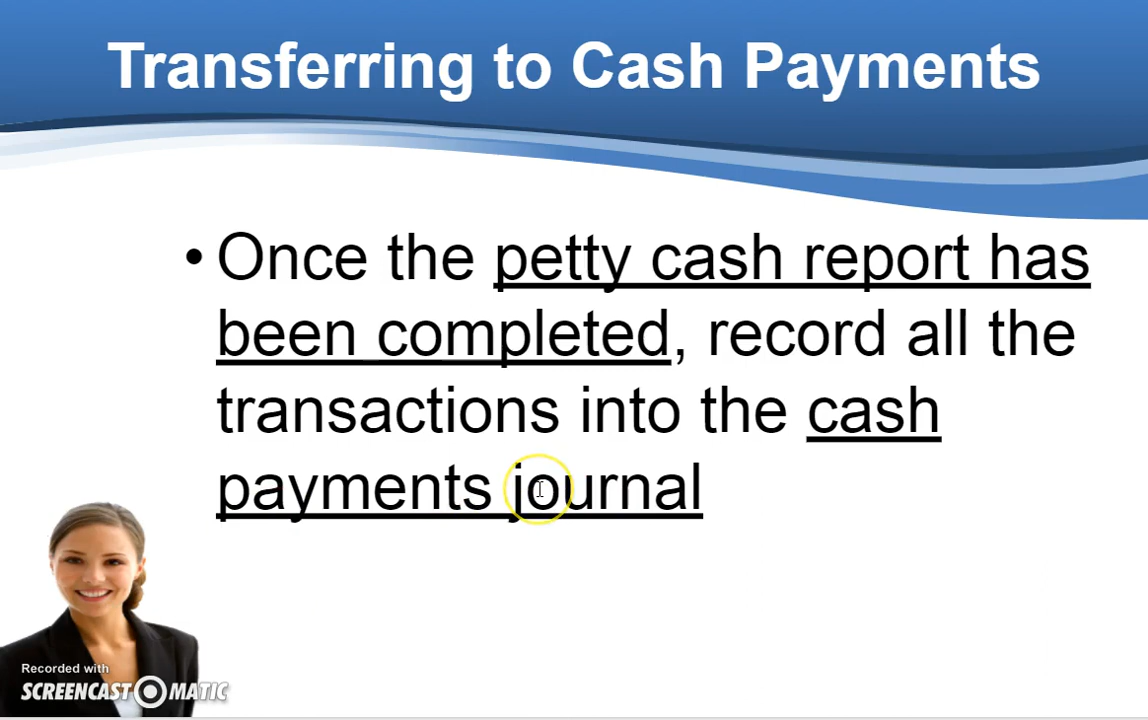 Transferring to Cash Payments
• Once the petty cash report has
been completed, record all the
transactions into the cash
payments journal
Recorded with
SCREENCAST MATIC